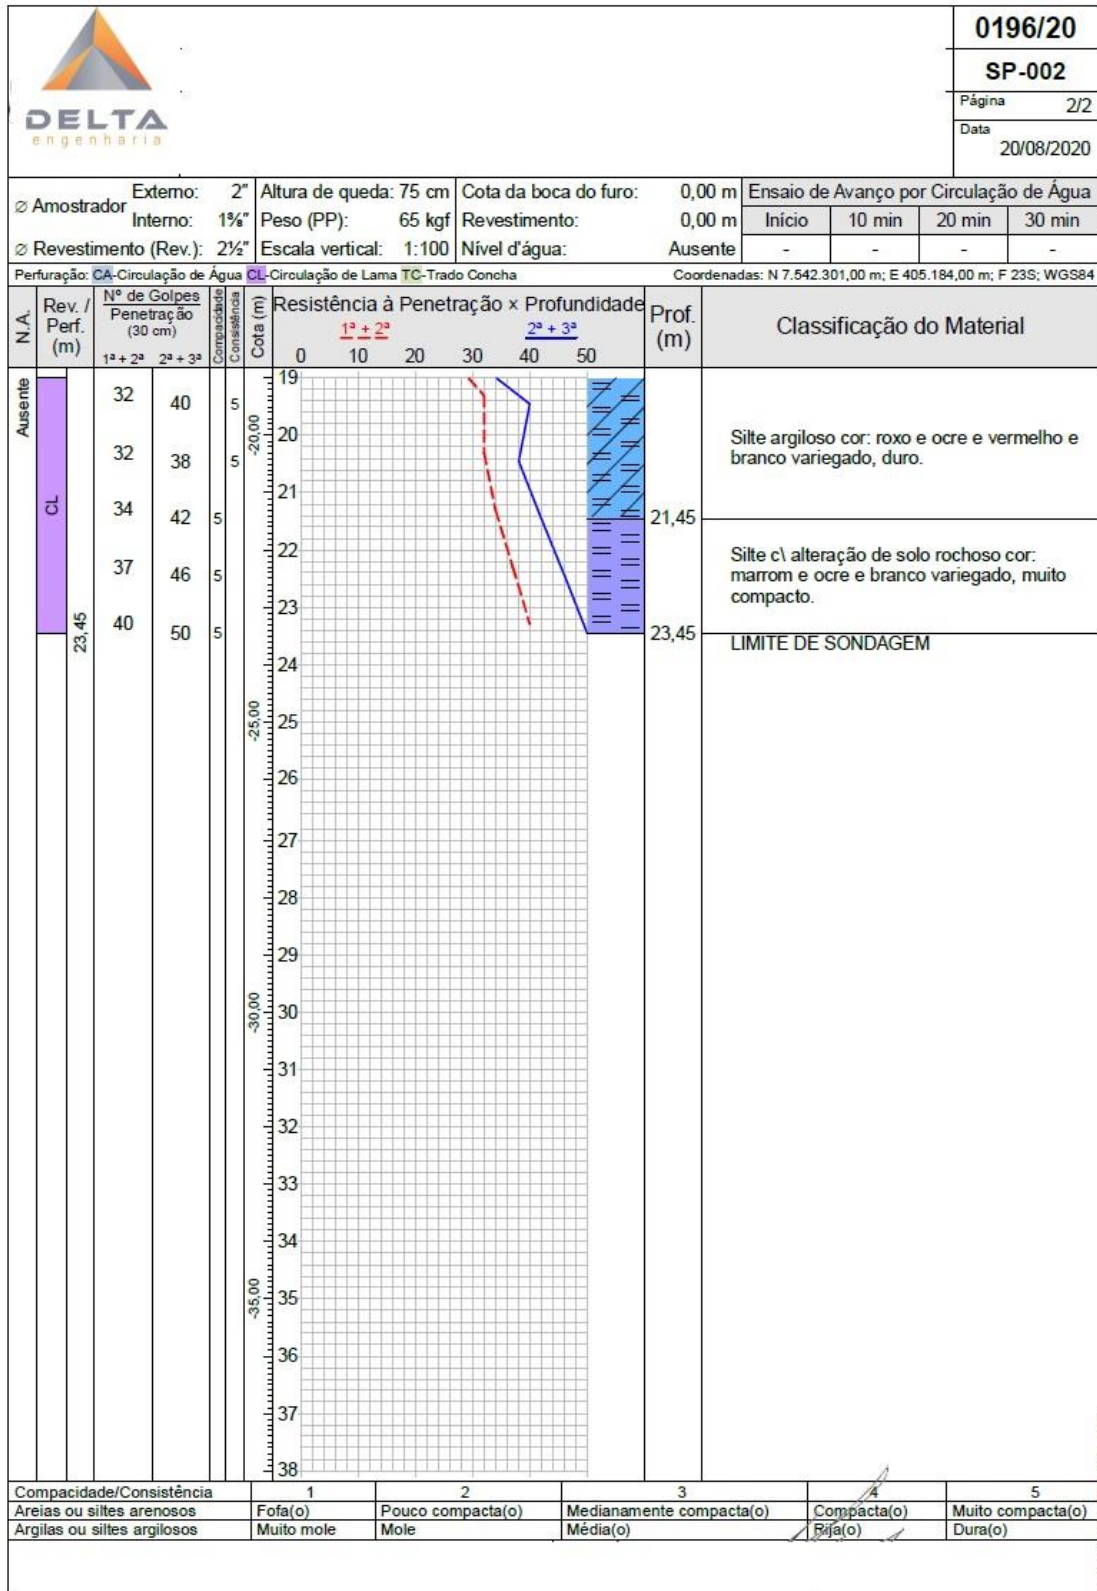 DELTA
engenharia
0196/20
SP-002
Página 2/2
Data
20/08/2020
Ø Amostrador Externo: 2" Altura de queda: 75 cm Cota da boca do furo: 0,00 m Ensaio de Avanço por Circulação de Água
Interno: 1⅜" Peso (PP): 65 kgf Revestimento: 0,00 m Início 10 min 20 min 30 min
Ø Revestimento (Rev.): 2½" Escala vertical: 1:100 Nível d'água: Ausente - - - -
Perfuração: CA-Circulação de Água CL-Circulação de Lama TC-Trado Concha Coordenadas: N 7.542.301,00 m; E 405.184,00 m; F 23S; WGS84
N.A. Rev. / Perf. (m) Nº de Golpes Penetração (30 cm) 1ª + 2ª 2ª + 3ª Compacidade Consistência Cota (m) Resistência à Penetração × Profundidade Prof. (m) Classificação do Material
1ª + 2ª 2ª + 3ª
0 10 20 30 40 50
Ausente
CL
23,45
32 40 5
32 38 5
34 42 5
37 46 5
40 50 5
-20,00
-25,00
-30,00
-35,00
19
20
21
22
23
24
25
26
27
28
29
30
31
32
33
34
35
36
37
38
Silte argiloso cor: roxo e ocre e vermelho e
branco variegado, duro.
21,45
Silte c\ alteração de solo rochoso cor:
marrom e ocre e branco variegado, muito
compacto.
23,45
LIMITE DE SONDAGEM
Compacidade/Consistência 1 2 3 4 5
Areias ou siltes arenosos Fofa(o) Pouco compacta(o) Medianamente compacta(o) Compacta(o) Muito compacta(o)
Argilas ou siltes argilosos Muito mole Mole Média(o) Rija(o) Dura(o)